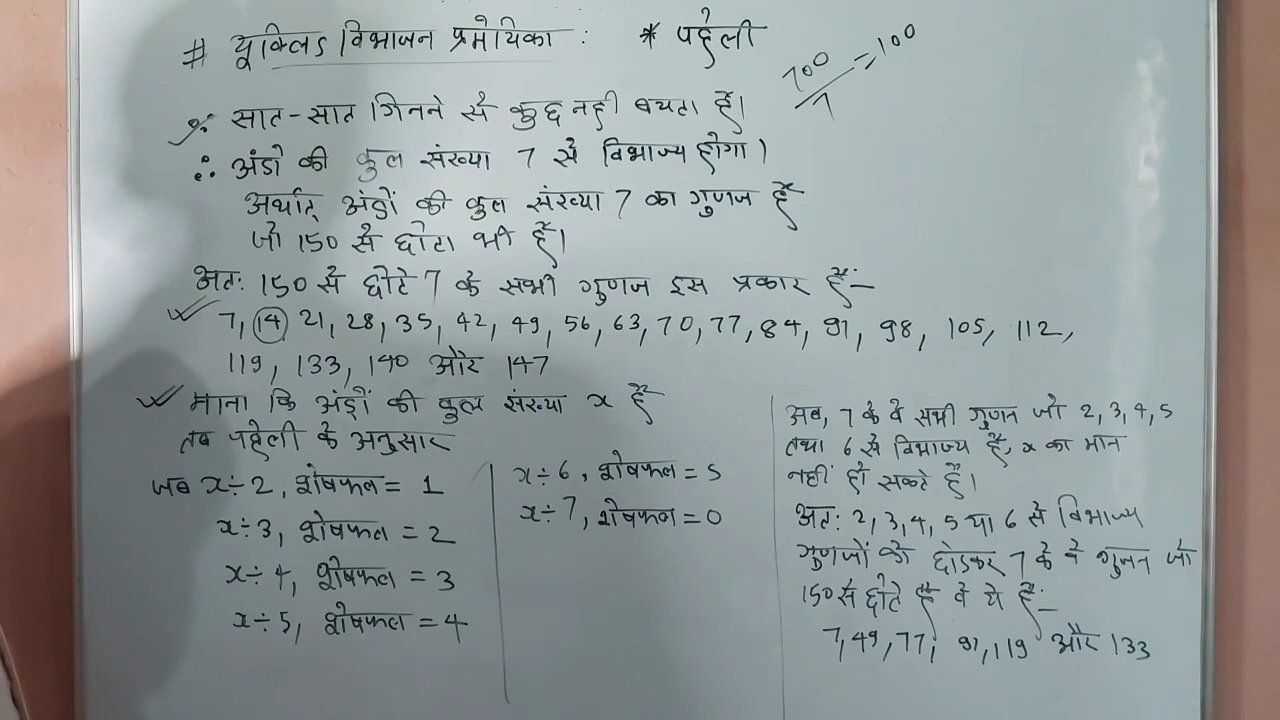 # यूक्लिड विभाजन प्रमेयिका : * पहेली
700/7 = 100
सात-सात गिनने से कुछ नही बचता हैं।
∴ अंडो की कुल संख्या 7 से विभाज्य होगा।
अर्थात् अंडों की कुल संख्या 7 का गुणज हैं
जो 150 से छोटा भी हैं।
अतः 150 से छोटे 7 के सभी गुणज इस प्रकार हैं:-
7, 14 21, 28, 35, 42, 49, 56, 63, 70, 77, 84, 91, 98, 105, 112,
119, 133, 140 और 147
माना कि अंडों की कुल संख्या x हैं
तब पहेली के अनुसार
जब x÷2, शेषफल = 1
x÷3, शेषफल = 2
x÷4, शेषफल = 3
x÷5, शेषफल = 4
x÷6, शेषफल = 5
x÷7, शेषफल = 0
अब, 7 के वे सभी गुणज जो 2, 3, 4, 5
तथा 6 से विभाज्य हैं, x का मान
नहीं हो सकते हैं।
अतः 2, 3, 4, 5 या 6 से विभाज्य
गुणजों को छोडकर 7 के वे गुणज जो
150 से छोटे हैं वे ये हैं:-
7, 49, 77, 91, 119 और 133